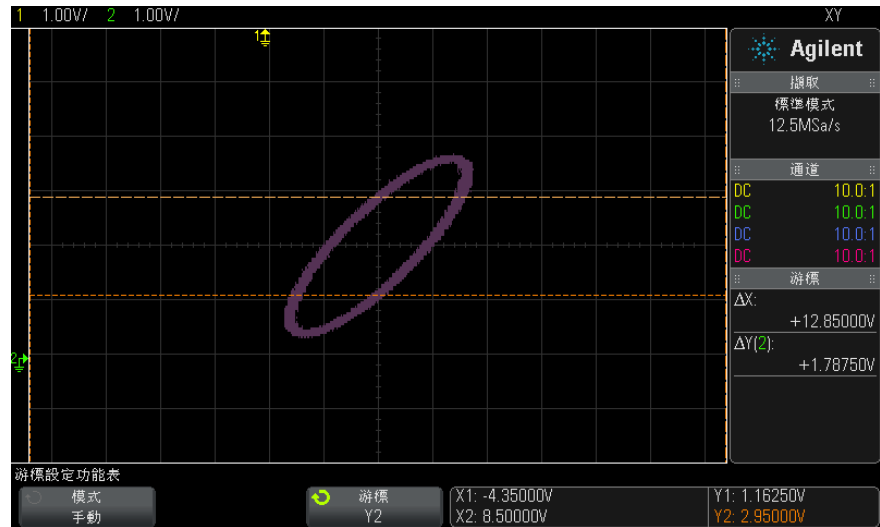 1 1.00V/ 2 1.00V/ XY
1
Agilent
擷取
標準模式
12.5MSa/s
通道
DC 10.0:1
DC 10.0:1
DC 10.0:1
DC 10.0:1
游標
ΔX:
+12.85000V
ΔY(2):
+1.78750V
2
游標設定功能表
模式
手動
游標
Y2
X1: -4.35000V
X2: 8.50000V
Y1: 1.16250V
Y2: 2.95000V